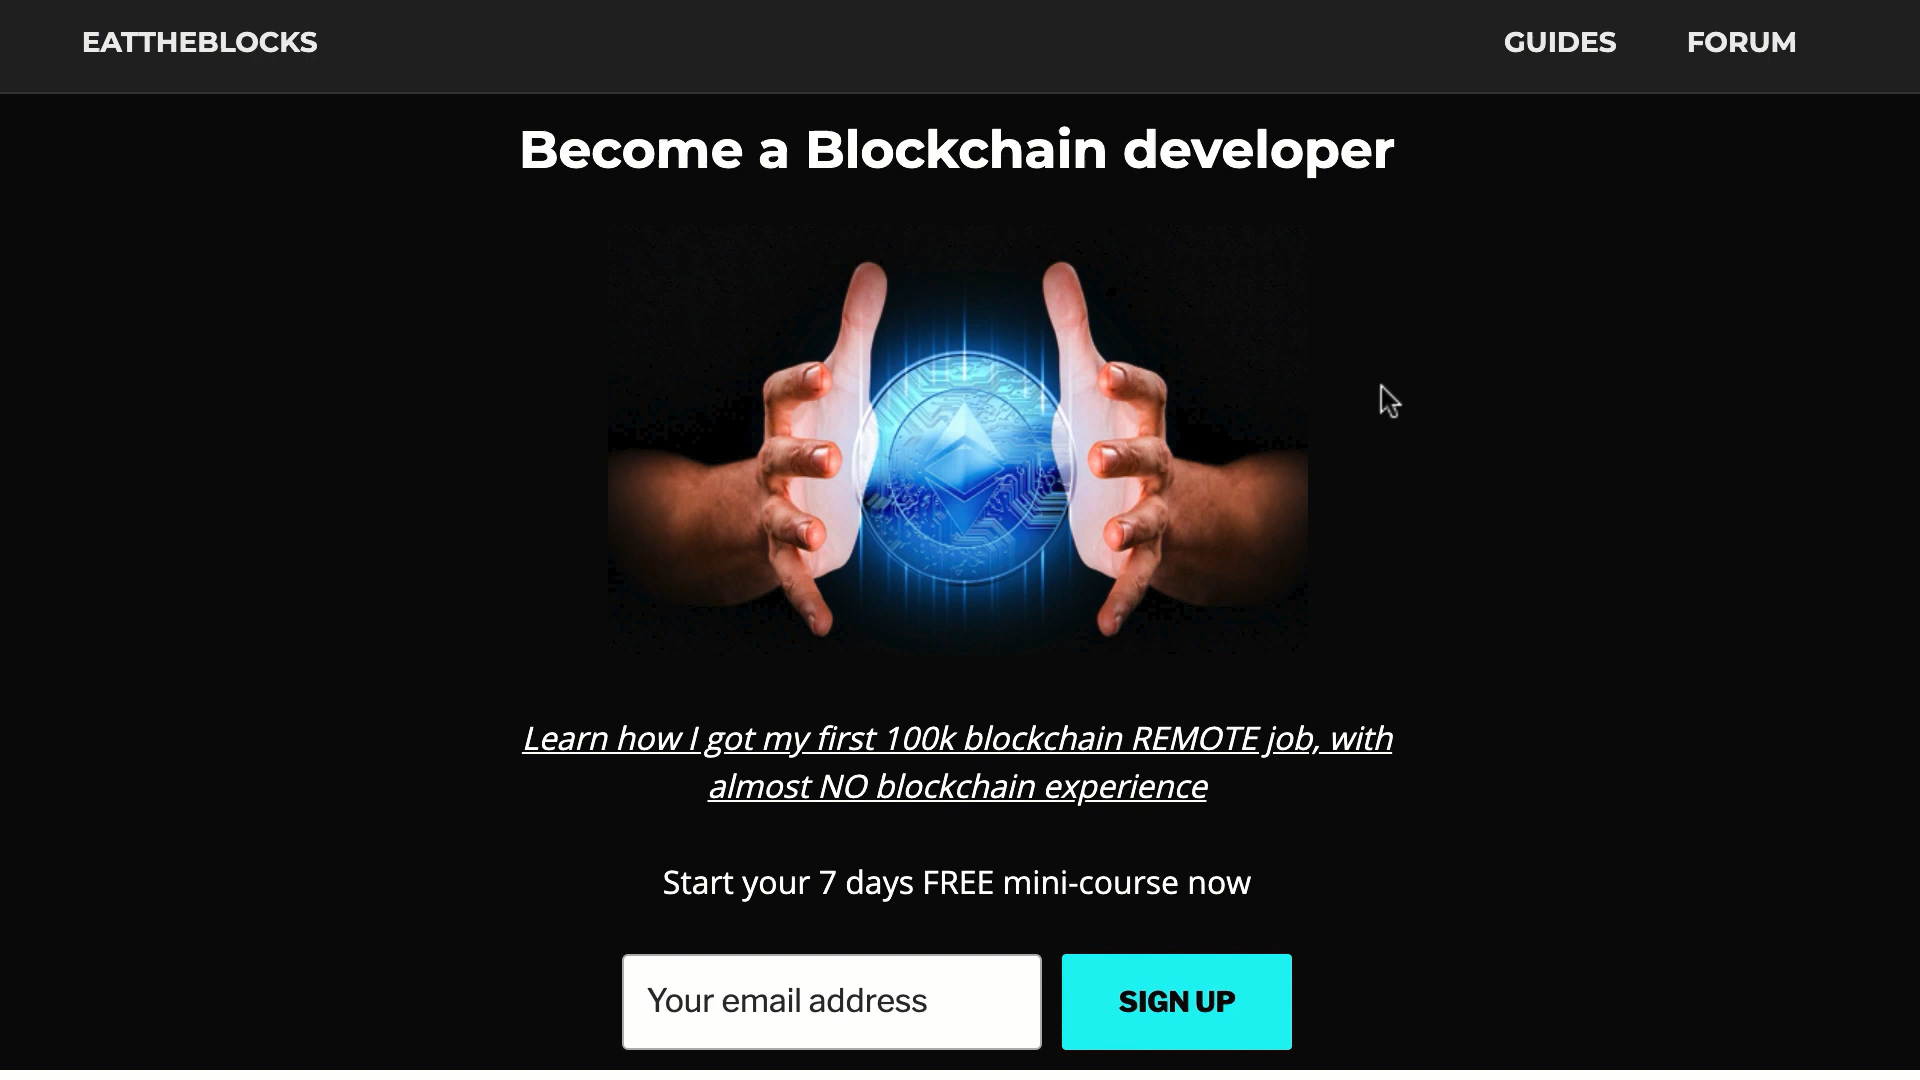 EATTHEBLOCKS
GUIDES
FORUM
Become a Blockchain developer
Learn how I got my first 100k blockchain REMOTE job, with
almost NO blockchain experience
Start your 7 days FREE mini-course now
Your email address
SIGN UP